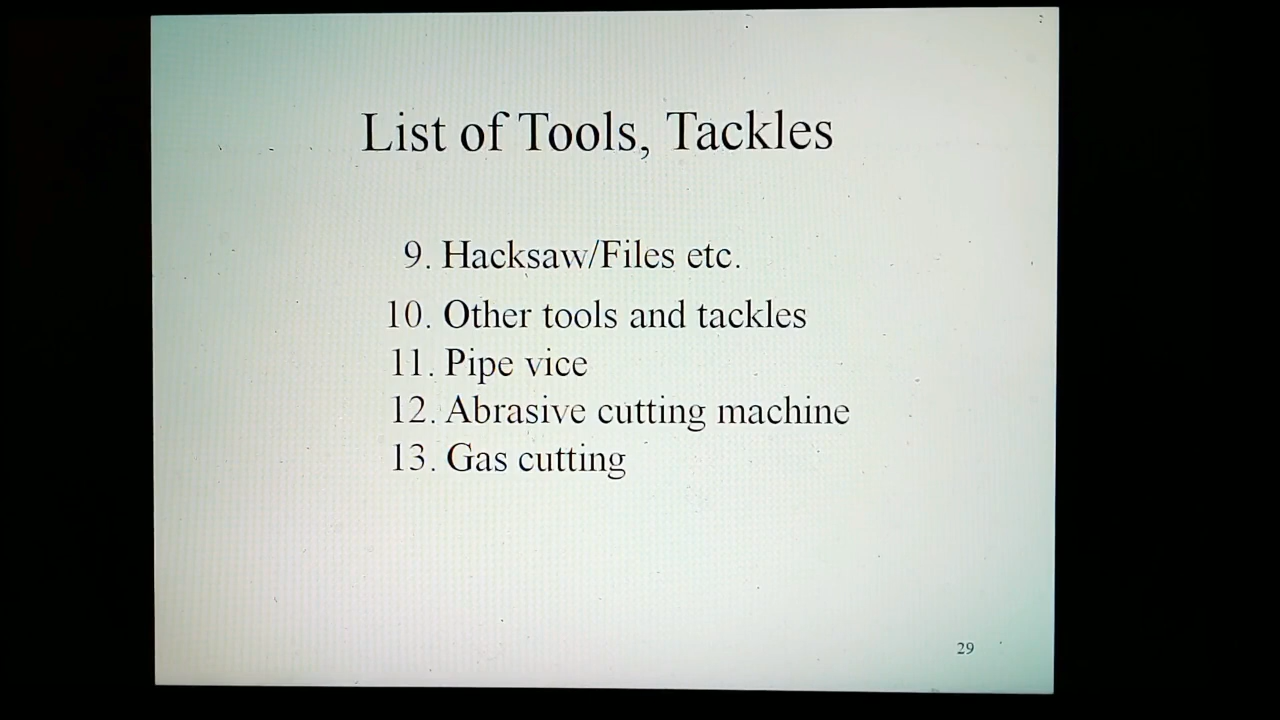 List of Tools, Tackles
9. Hacksaw/Files etc.
10. Other tools and tackles
11. Pipe vice
12. Abrasive cutting machine
13. Gas cutting
29